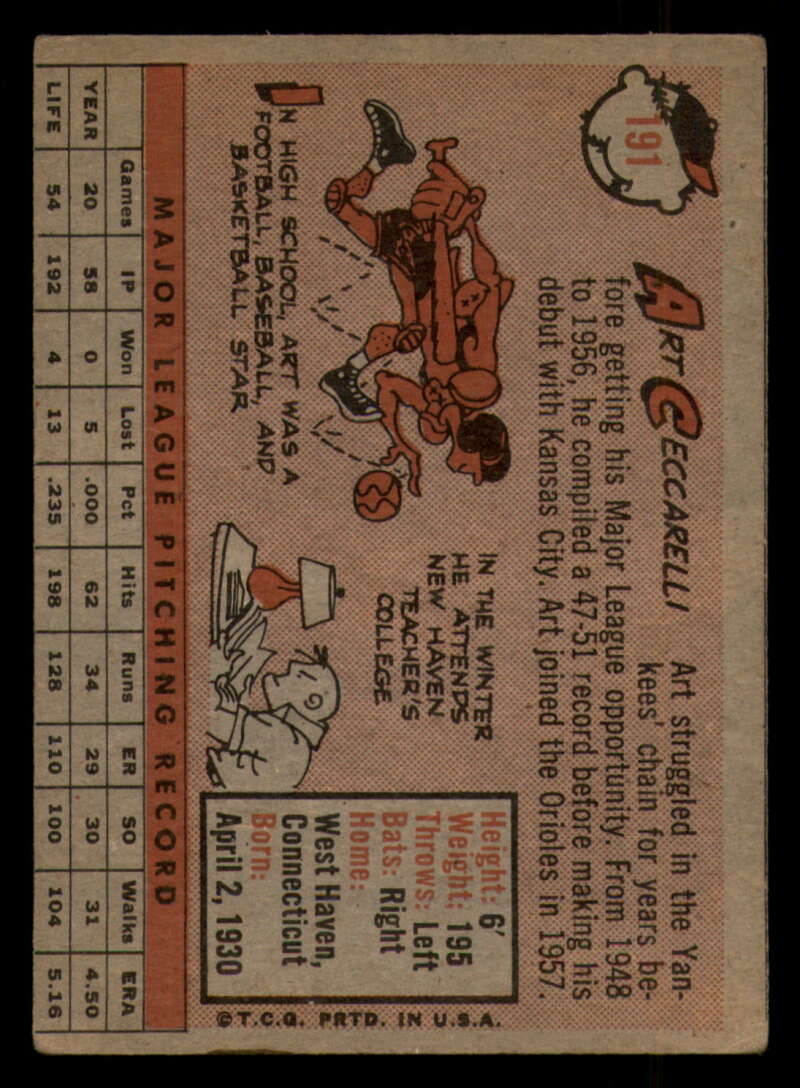 191
ART CECCARELLI
Art struggled in the Yan-
kees' chain for years be-
fore getting his Major League opportunity. From 1948
to 1956, he compiled a 47-51 record before making his
debut with Kansas City. Art joined the Orioles in 1957.
IN HIGH SCHOOL, ART WAS A
FOOTBALL, BASEBALL, AND
BASKETBALL STAR
IN THE WINTER
HE ATTENDS
NEW HAVEN
TEACHER'S
COLLEGE
Height: 6'
Weight: 195
Throws: Left
Bats: Right
Home:
West Haven,
Connecticut
Born:
April 2, 1930
© T.C.G. PRTD. IN U.S.A.
MAJOR LEAGUE PITCHING RECORD
Games IP Won Lost Pct Hits Runs ER SO Walks ERA
YEAR 20 58 0 5 .000 62 34 29 30 31 4.50
LIFE 54 192 4 13 .235 198 128 110 100 104 5.16